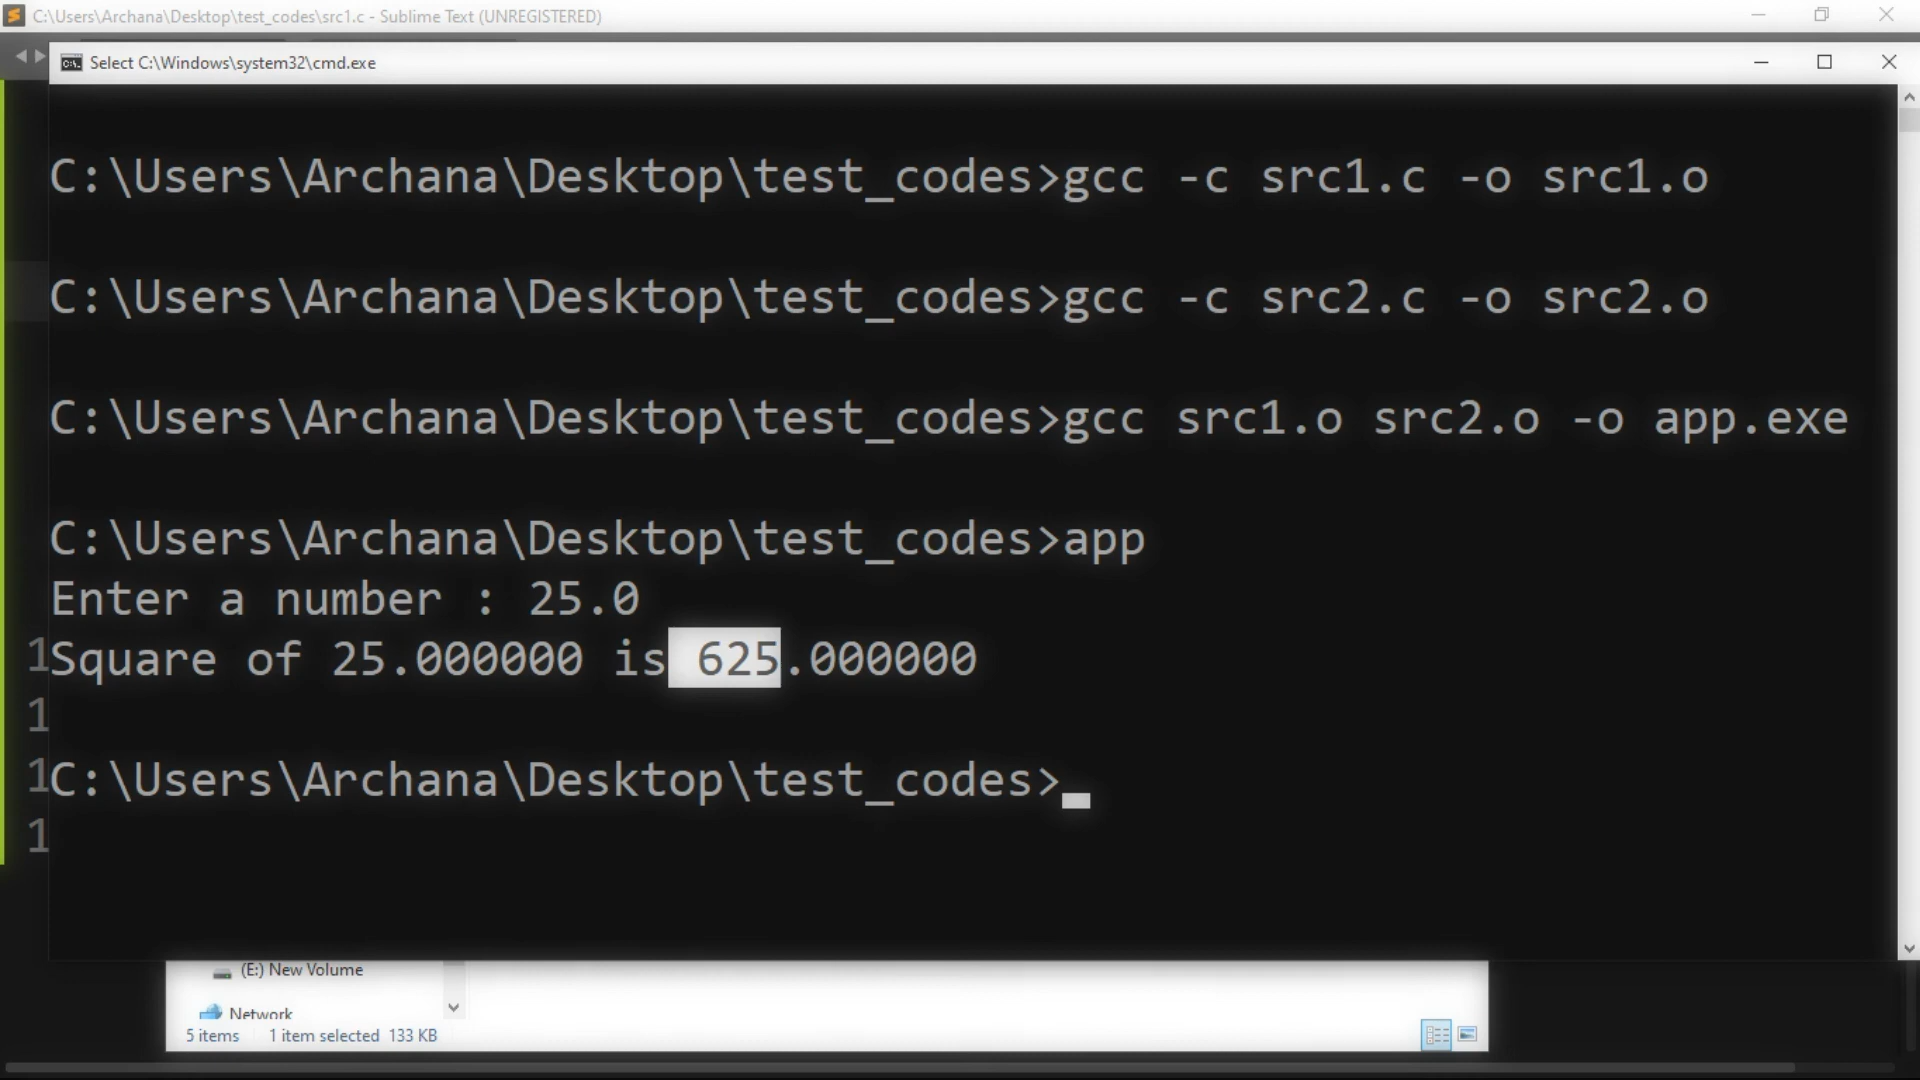 C:\Users\Archana\Desktop\test_codes\src1.c - Sublime Text (UNREGISTERED)
Select C:\Windows\system32\cmd.exe
C:\Users\Archana\Desktop\test_codes>gcc -c src1.c -o src1.o
C:\Users\Archana\Desktop\test_codes>gcc -c src2.c -o src2.o
C:\Users\Archana\Desktop\test_codes>gcc src1.o src2.o -o app.exe
C:\Users\Archana\Desktop\test_codes>app
Enter a number : 25.0
1
Square of 25.000000 is 625.000000
1
1
C:\Users\Archana\Desktop\test_codes>
1
(E:) New Volume
Network
5 items 1 item selected 133 KB